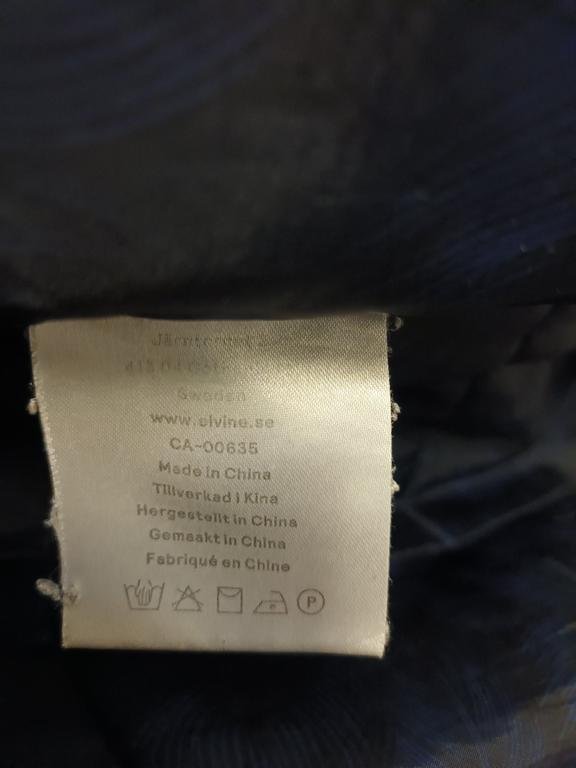 Sweden
www.elvine.se
CA-00635
Made in China
Tillverkad i Kina
Hergestellt in China
Gemaakt in China
Fabriqué en Chine
P